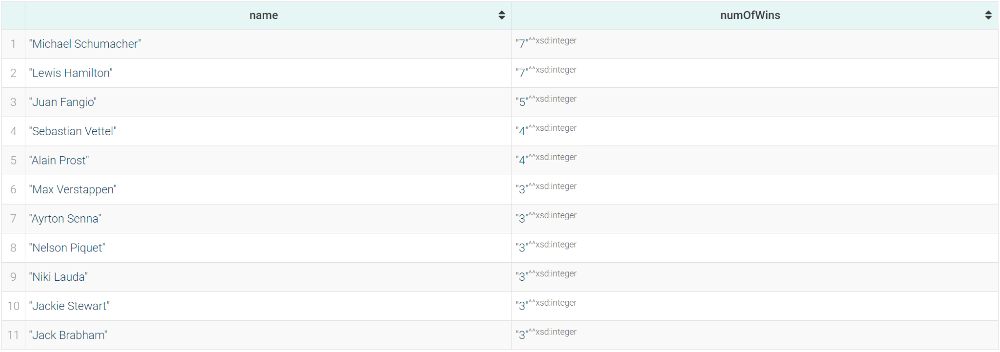 name numOfWins
1 "Michael Schumacher" "7"^^xsd:integer
2 "Lewis Hamilton" "7"^^xsd:integer
3 "Juan Fangio" "5"^^xsd:integer
4 "Sebastian Vettel" "4"^^xsd:integer
5 "Alain Prost" "4"^^xsd:integer
6 "Max Verstappen" "3"^^xsd:integer
7 "Ayrton Senna" "3"^^xsd:integer
8 "Nelson Piquet" "3"^^xsd:integer
9 "Niki Lauda" "3"^^xsd:integer
10 "Jackie Stewart" "3"^^xsd:integer
11 "Jack Brabham" "3"^^xsd:integer